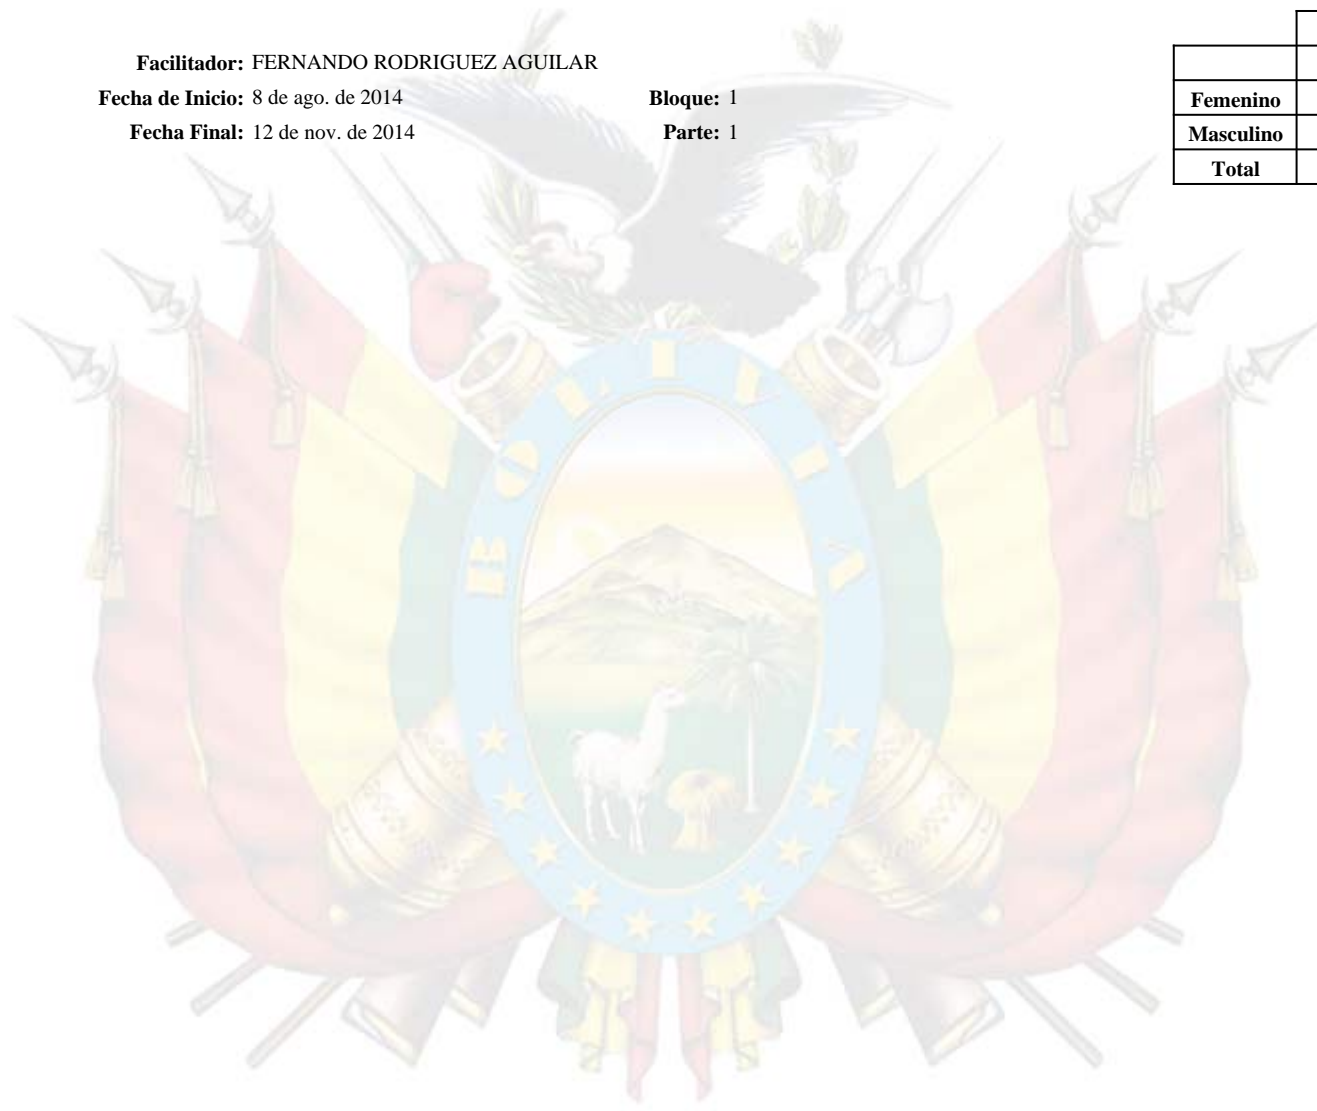 Facilitador: FERNANDO RODRIGUEZ AGUILAR
Fecha de Inicio: 8 de ago. de 2014 Bloque: 1
Fecha Final: 12 de nov. de 2014 Parte: 1
Femenino
Masculino
Total
BOLIVIA